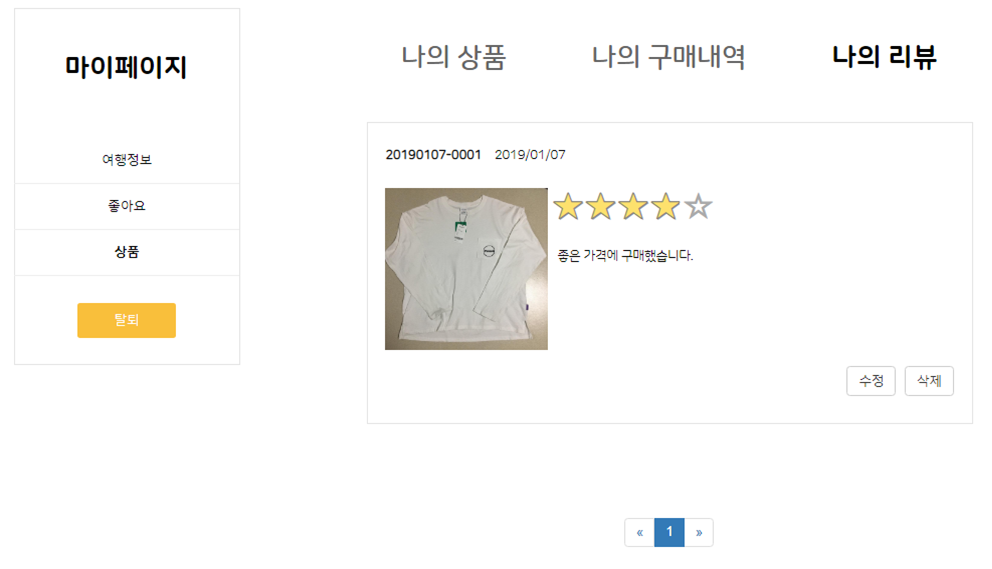 마이페이지
여행정보
좋아요
상품
탈퇴
나의 상품 나의 구매내역 나의 리뷰
20190107-0001 2019/01/07
좋은 가격에 구매했습니다.
수정 삭제
« 1 »